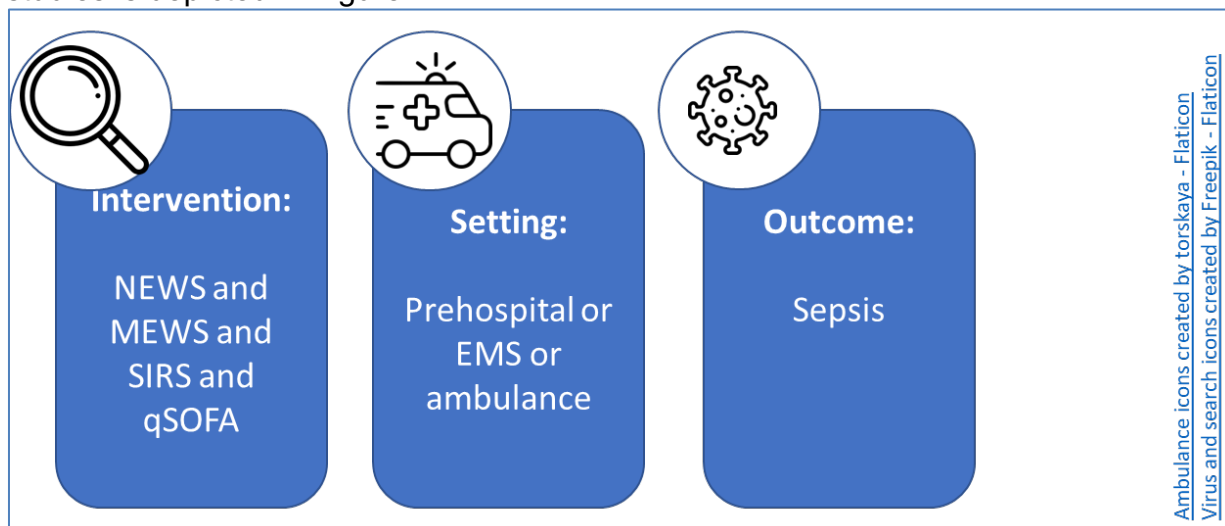 Intervention:
NEWS and
MEWS and
SIRS and
qSOFA
Setting:
Prehospital or
EMS or
ambulance
Outcome:
Sepsis
Ambulance icons created by torskaya - Flaticon
Virus and search icons created by Freepik - Flaticon